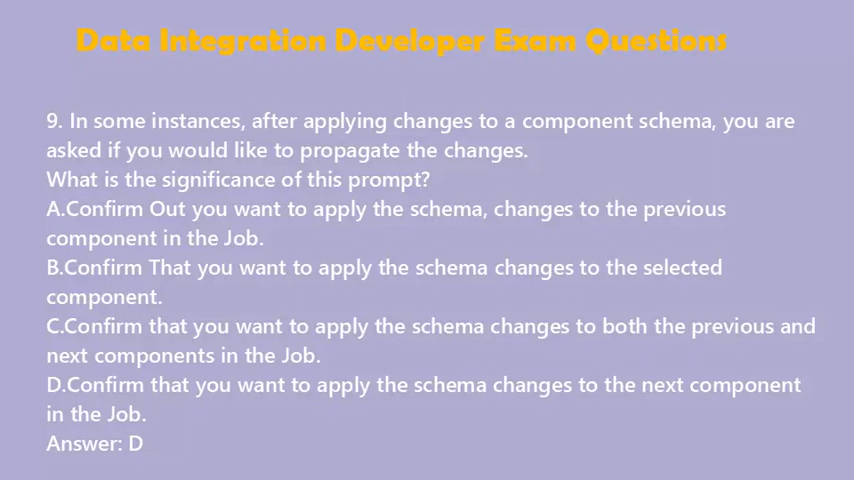 Data Integration Developer Exam Questions
9. In some instances, after applying changes to a component schema, you are
asked if you would like to propagate the changes.
What is the significance of this prompt?
A.Confirm Out you want to apply the schema, changes to the previous
component in the Job.
B.Confirm That you want to apply the schema changes to the selected
component.
C.Confirm that you want to apply the schema changes to both the previous and
next components in the Job.
D.Confirm that you want to apply the schema changes to the next component
in the Job.
Answer: D